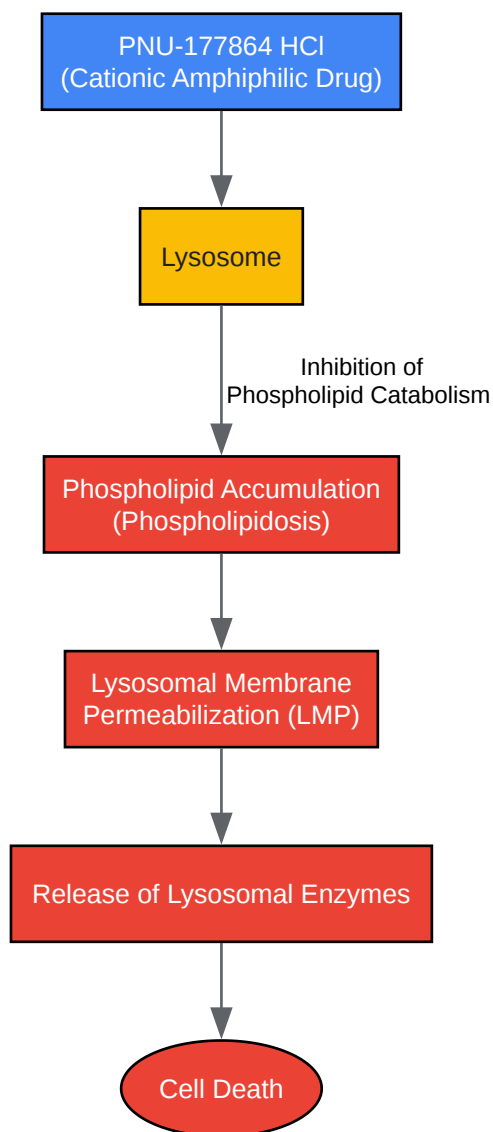 PNU-177864 HCl
(Cationic Amphiphilic Drug)
Lysosome
Inhibition of
Phospholipid Catabolism
Phospholipid Accumulation
(Phospholipidosis)
Lysosomal Membrane
Permeabilization (LMP)
Release of Lysosomal Enzymes
Cell Death